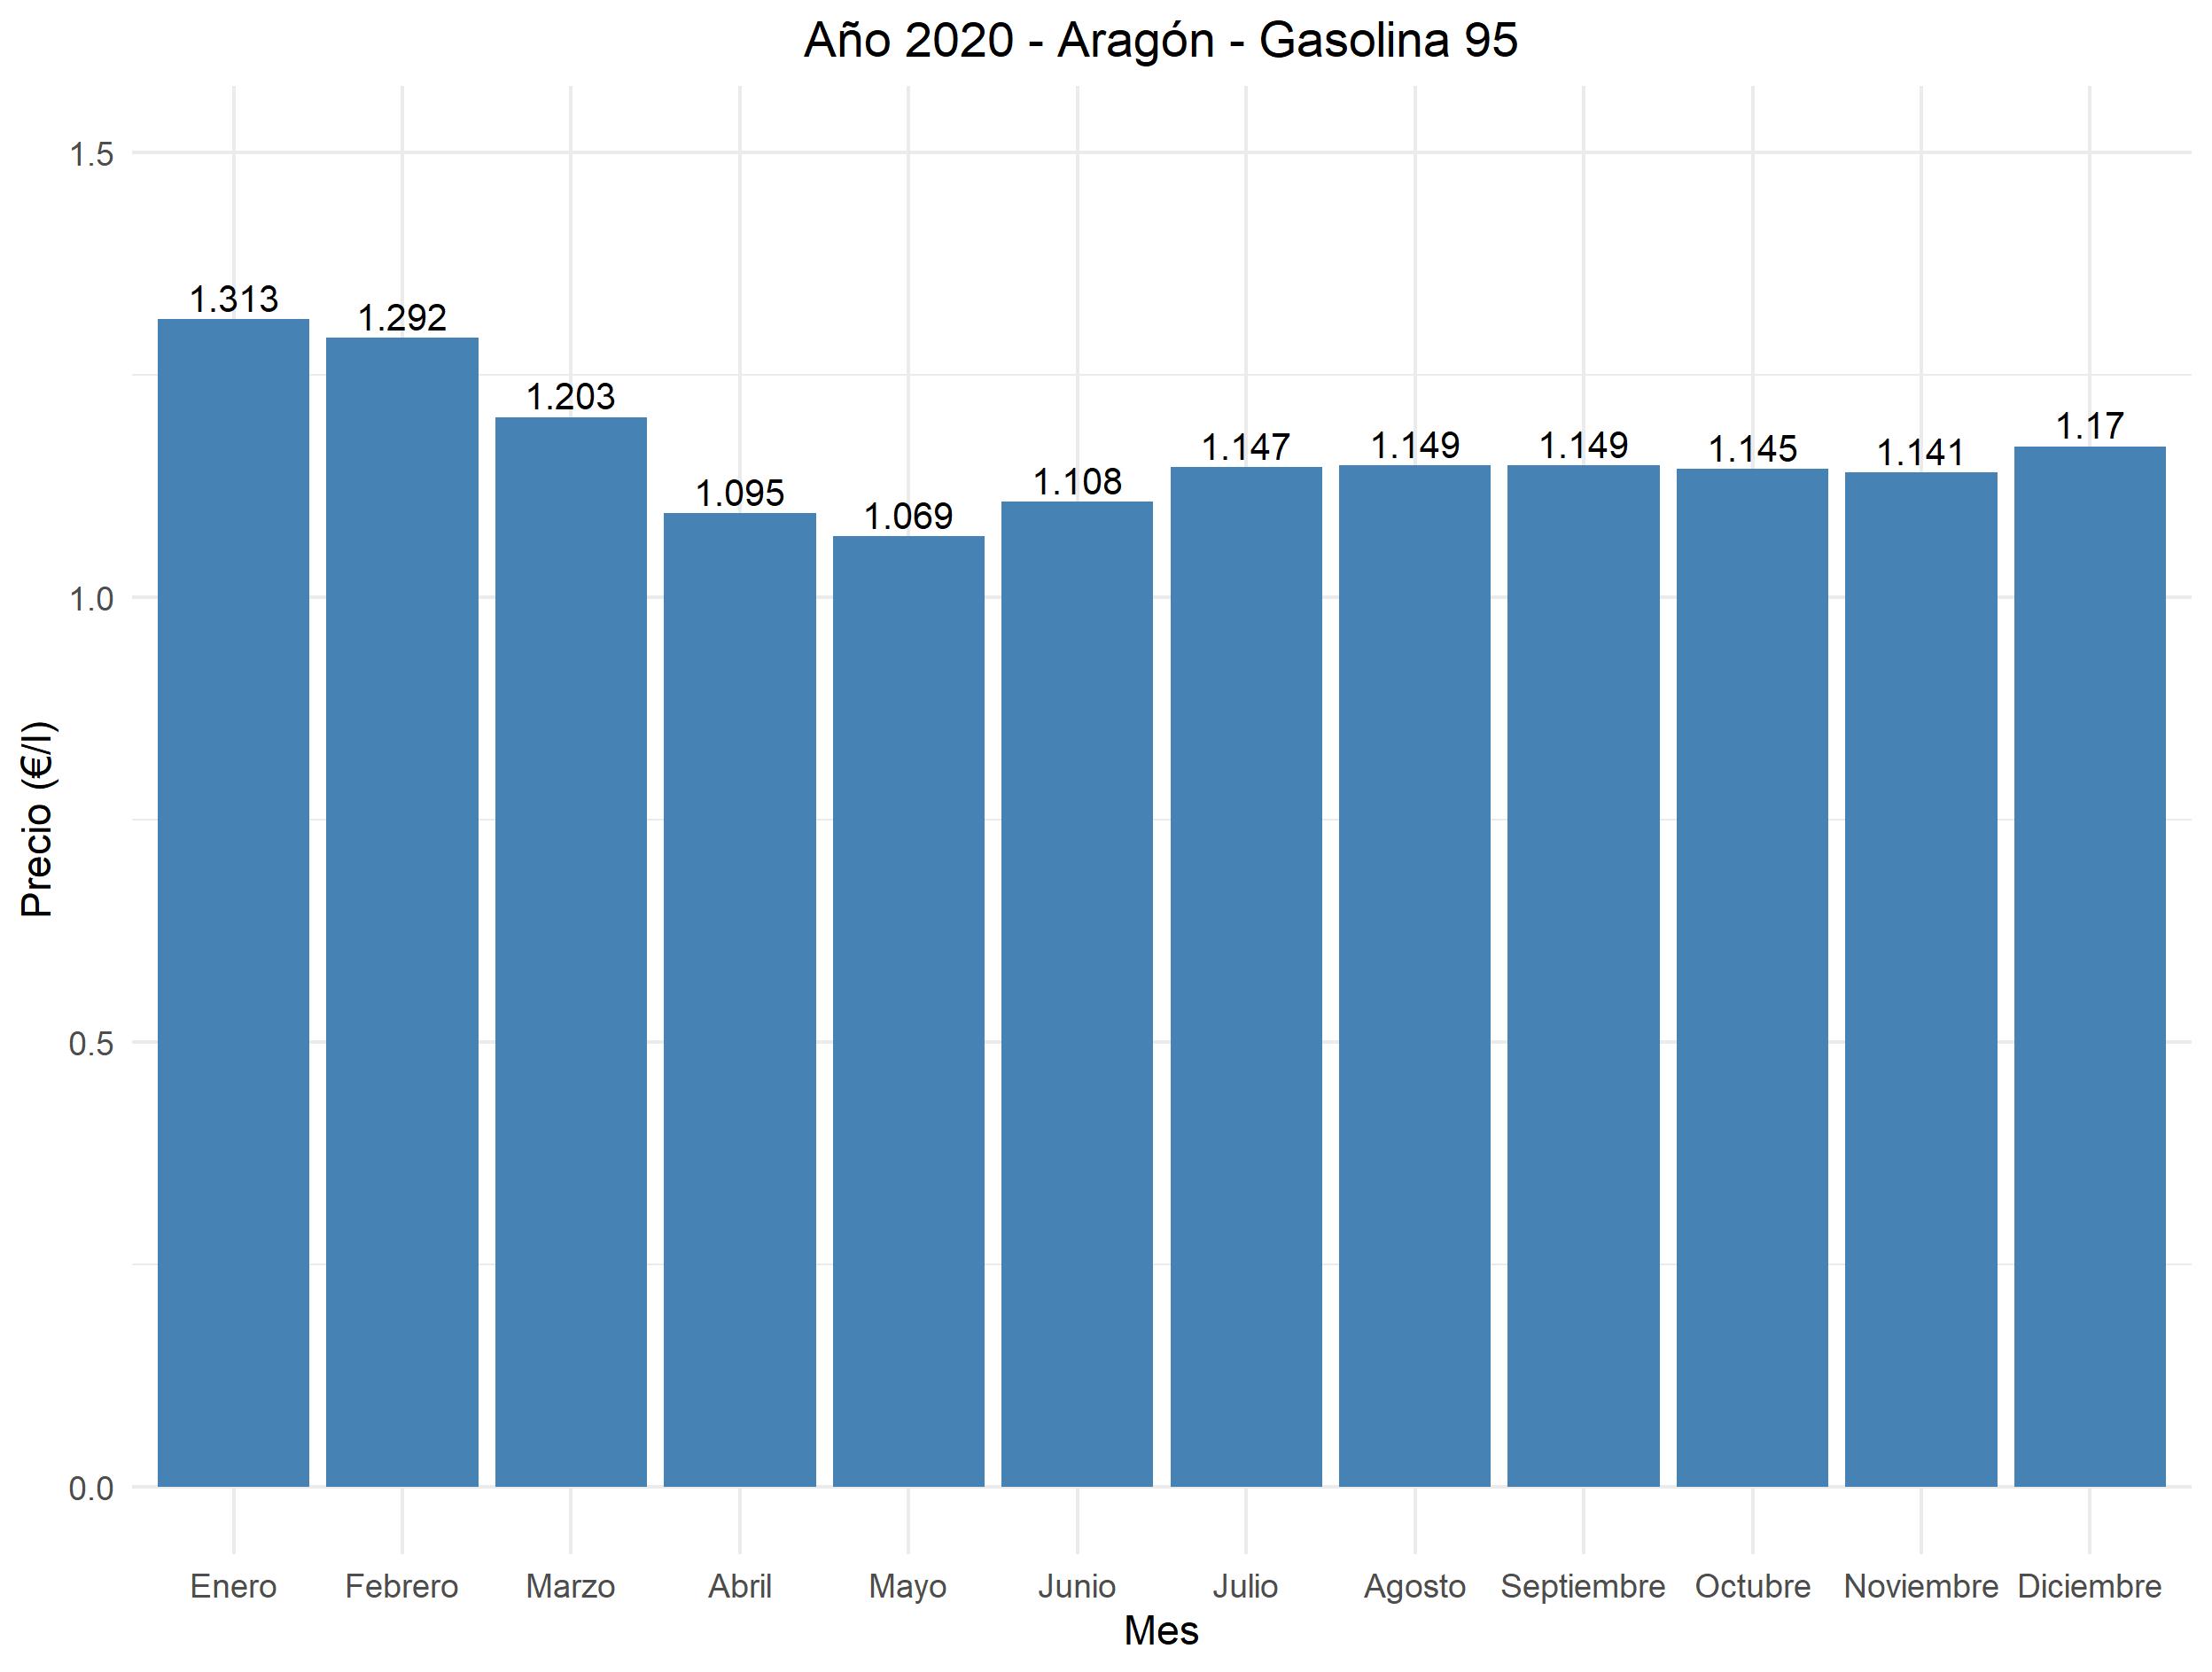 Año 2020 - Aragón - Gasolina 95
Precio (€/l)
1.5
1.0
0.5
0.0
1.313
1.292
1.203
1.095
1.069
1.108
1.147
1.149
1.149
1.145
1.141
1.17
Enero
Febrero
Marzo
Abril
Mayo
Junio
Julio
Agosto
Septiembre
Octubre
Noviembre
Diciembre
Mes